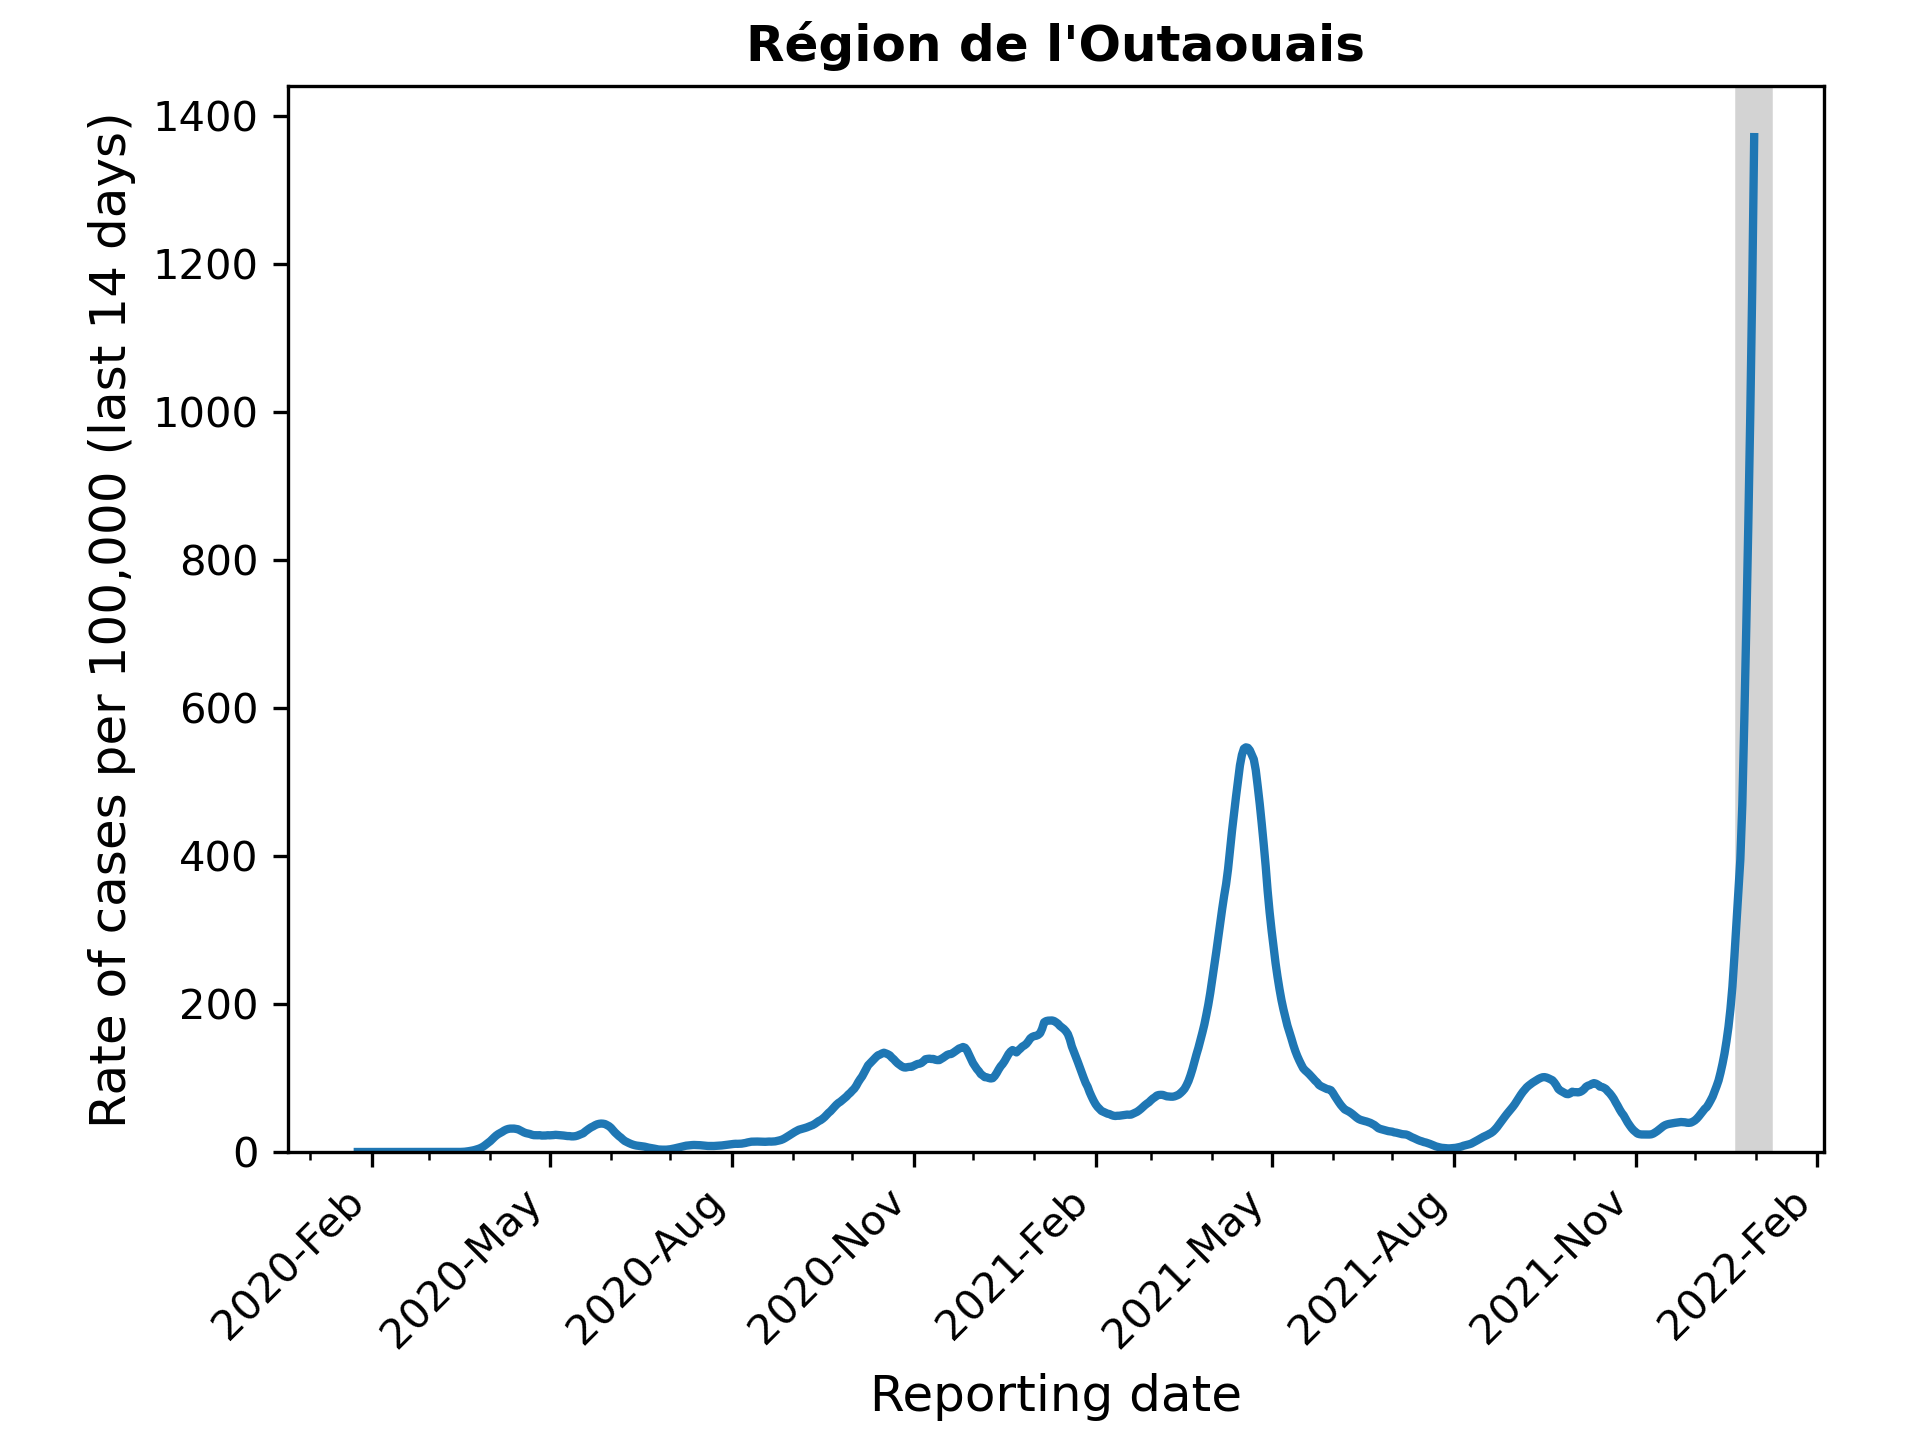 Région de l'Outaouais
Rate of cases per 100,000 (last 14 days)
1400
1200
1000
800
600
400
200
0
2020-Feb
2020-May
2020-Aug
2020-Nov
2021-Feb
2021-May
2021-Aug
2021-Nov
2022-Feb
Reporting date